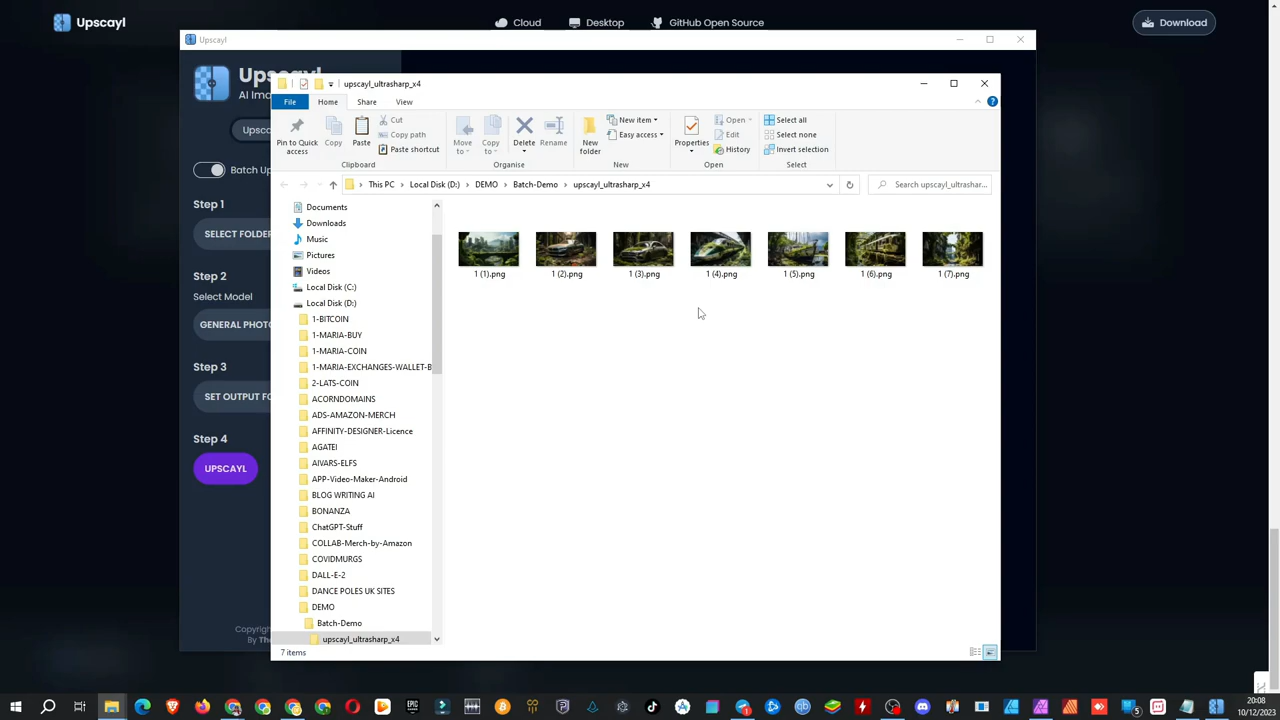 Upscayl
Cloud
Desktop
GitHub Open Source
Download
Upscayl
Upscayl
AI Ima
Upsca
Batch Up
Step 1
SELECT FOLDER
Step 2
Select Model
GENERAL PHOTO
Step 3
SET OUTPUT FO
Step 4
UPSCAYL
Copyrigh
By Th
upscayl_ultrasharp_x4
File
Home
Share
View
Pin to Quick
access
Copy
Paste
Cut
Copy path
Paste shortcut
Clipboard
Move
to
Copy
to
Delete
Rename
Organise
New
folder
New item
Easy access
New
Properties
Open
Edit
History
Open
Select all
Select none
Invert selection
Select
This PC > Local Disk (D:) > DEMO > Batch-Demo > upscayl_ultrasharp_x4
Search upscayl_ultrashar...
Documents
Downloads
Music
Pictures
Videos
Local Disk (C:)
Local Disk (D:)
1-BITCOIN
1-MARIA-BUY
1-MARIA-COIN
1-MARIA-EXCHANGES-WALLET-B
2-LATS-COIN
ACORNDOMAINS
ADS-AMAZON-MERCH
AFFINITY-DESIGNER-Licence
AGATEI
AIVARS-ELFS
APP-Video-Maker-Android
BLOG WRITING AI
BONANZA
ChatGPT-Stuff
COLLAB-Merch-by-Amazon
COVIDMURGS
DALL-E-2
DANCE POLES UK SITES
DEMO
Batch-Demo
upscayl_ultrasharp_x4
1 (1).png
1 (2).png
1 (3).png
1 (4).png
1 (5).png
1 (6).png
1 (7).png
7 items
20:08
10/12/2023